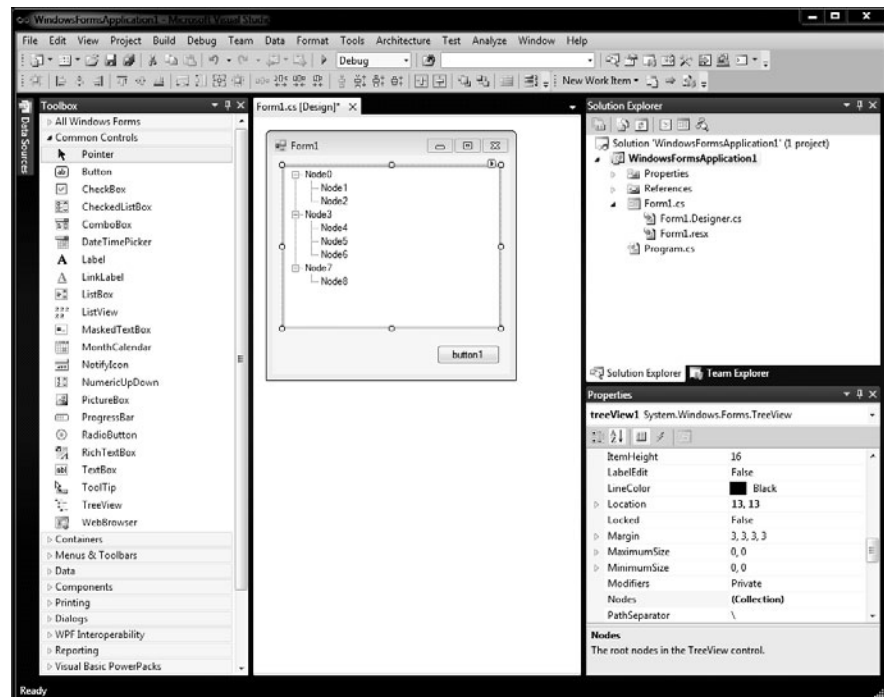 WindowsFormsApplication1 - Microsoft Visual Studio
File Edit View Project Build Debug Team Data Format Tools Architecture Test Analyze Window Help
Debug
New Work Item
Data Sources
Toolbox
All Windows Forms
Common Controls
Pointer
Button
CheckBox
CheckedListBox
ComboBox
DateTimePicker
Label
LinkLabel
ListBox
ListView
MaskedTextBox
MonthCalendar
NotifyIcon
NumericUpDown
PictureBox
ProgressBar
RadioButton
RichTextBox
TextBox
ToolTip
TreeView
WebBrowser
Containers
Menus & Toolbars
Data
Components
Printing
Dialogs
WPF Interoperability
Reporting
Visual Basic PowerPacks
Form1.cs [Design]*
Form1
Node0
Node1
Node2
Node3
Node4
Node5
Node6
Node7
Node8
button1
Solution Explorer
Solution 'WindowsFormsApplication1' (1 project)
WindowsFormsApplication1
Properties
References
Form1.cs
Form1.Designer.cs
Form1.resx
Program.cs
Solution Explorer Team Explorer
Properties
treeView1 System.Windows.Forms.TreeView
ItemHeight 16
LabelEdit False
LineColor Black
Location 13, 13
Locked False
Margin 3, 3, 3, 3
MaximumSize 0, 0
MinimumSize 0, 0
Modifiers Private
Nodes (Collection)
PathSeparator \
Nodes
The root nodes in the TreeView control.
Ready